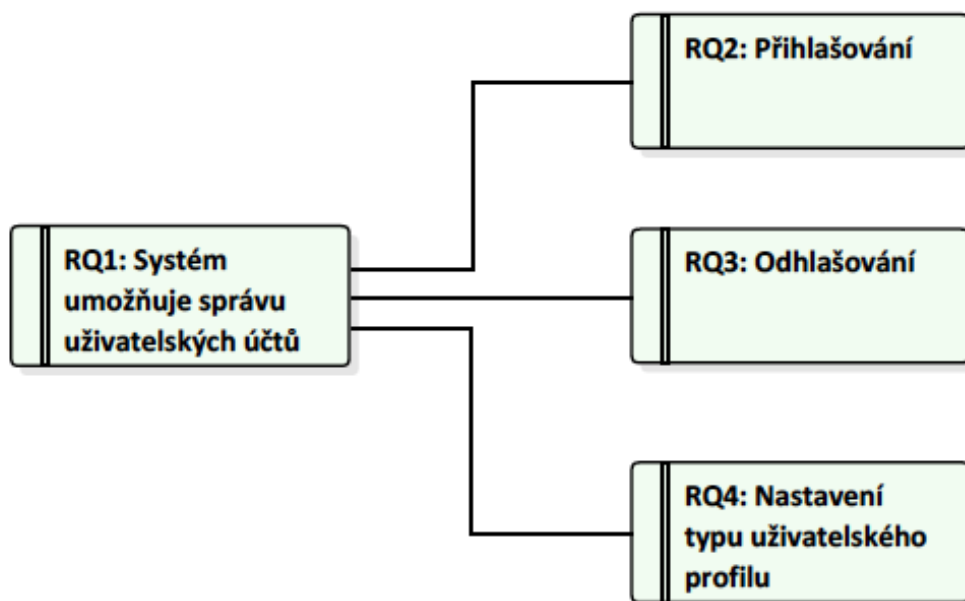 RQ2: Přihlašování
RQ1: Systém
umožňuje správu
uživatelských účtů
RQ3: Odhlašování
RQ4: Nastavení
typu uživatelského
profilu